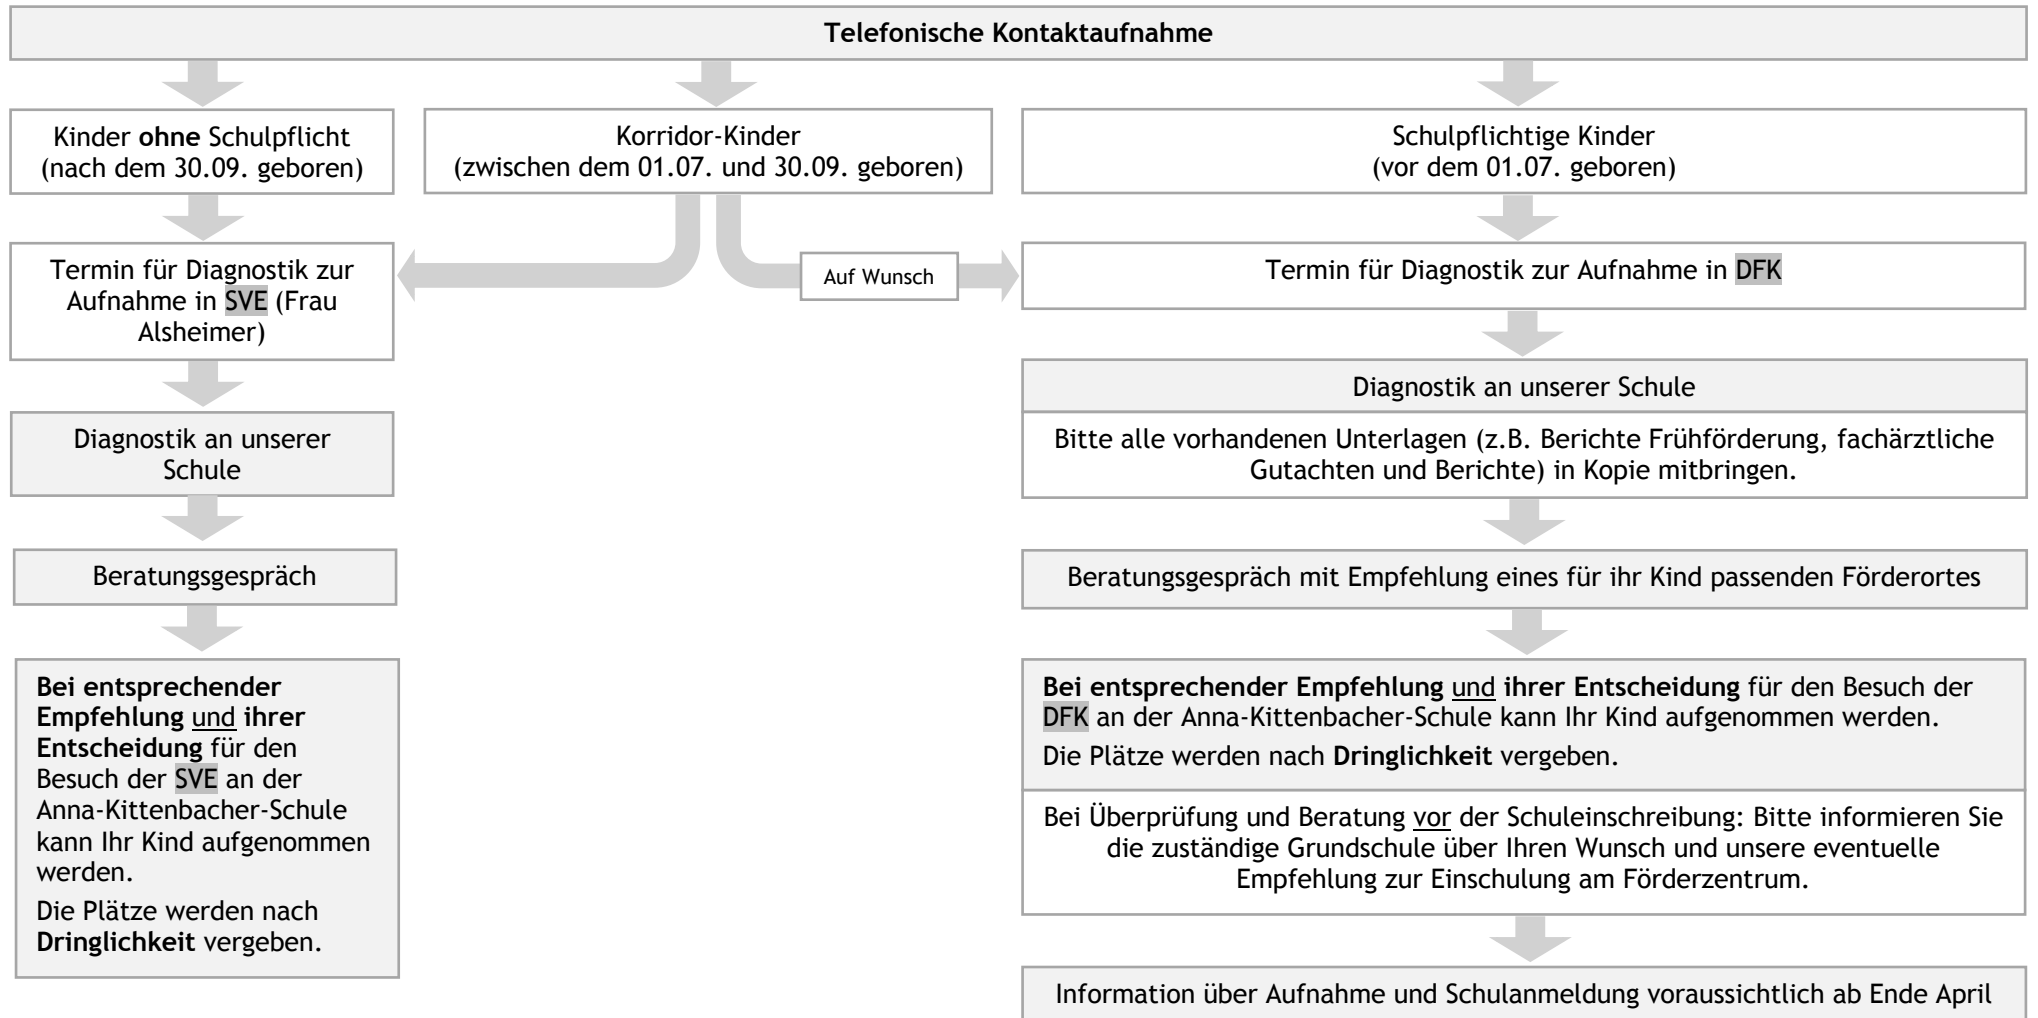 Telefonische Kontaktaufnahme
Kinder ohne Schulpflicht
(nach dem 30.09. geboren)
Korridor-Kinder
(zwischen dem 01.07. und 30.09. geboren)
Schulpflichtige Kinder
(vor dem 01.07. geboren)
Termin für Diagnostik zur
Aufnahme in SVE (Frau
Alsheimer)
Auf Wunsch
Termin für Diagnostik zur Aufnahme in DFK
Diagnostik an unserer
Schule
Diagnostik an unserer Schule
Bitte alle vorhandenen Unterlagen (z.B. Berichte Frühförderung, fachärztliche
Gutachten und Berichte) in Kopie mitbringen.
Beratungsgespräch
Beratungsgespräch mit Empfehlung eines für ihr Kind passenden Förderortes
Bei entsprechender
Empfehlung und ihrer
Entscheidung für den
Besuch der SVE an der
Anna-Kittenbacher-Schule
kann Ihr Kind aufgenommen
werden.
Die Plätze werden nach
Dringlichkeit vergeben.
Bei entsprechender Empfehlung und ihrer Entscheidung für den Besuch der
DFK an der Anna-Kittenbacher-Schule kann Ihr Kind aufgenommen werden.
Die Plätze werden nach Dringlichkeit vergeben.
Bei Überprüfung und Beratung vor der Schuleinschreibung: Bitte informieren Sie
die zuständige Grundschule über Ihren Wunsch und unsere eventuelle
Empfehlung zur Einschulung am Förderzentrum.
Information über Aufnahme und Schulanmeldung voraussichtlich ab Ende April